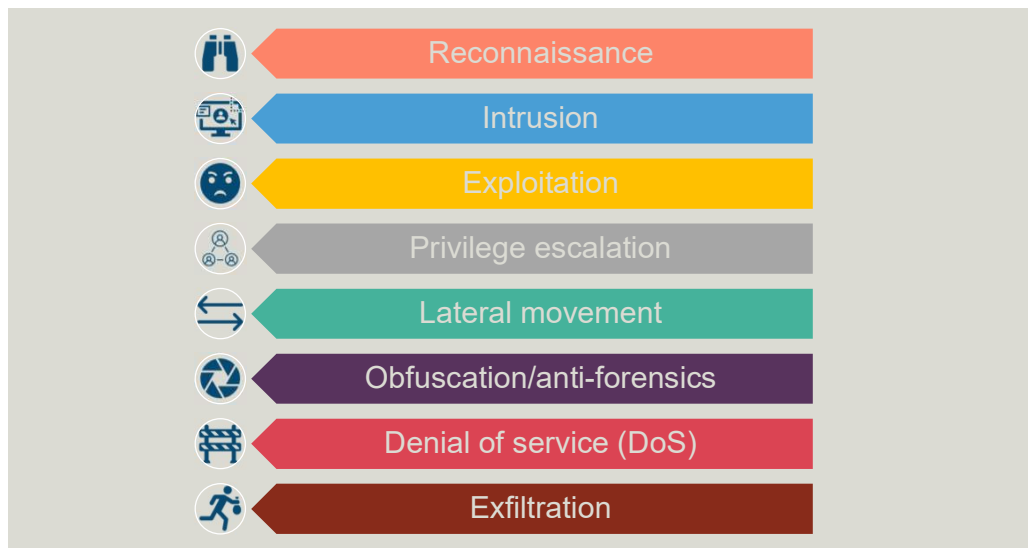 Reconnaissance
Intrusion
Exploitation
Privilege escalation
Lateral movement
Obfuscation/anti-forensics
Denial of service (DoS)
Exfiltration